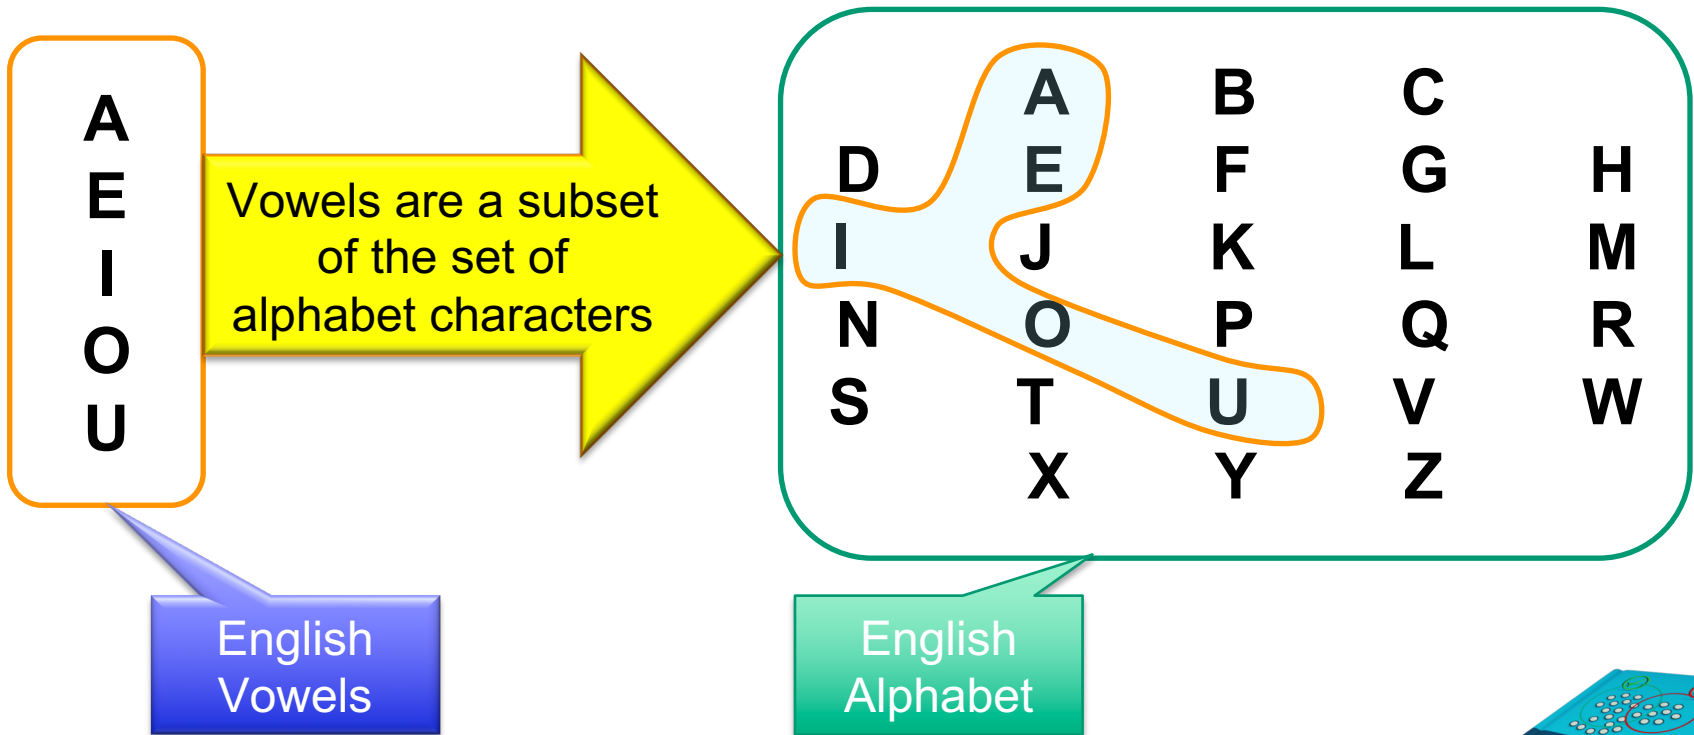 A
E
I
O
U
Vowels are a subset
of the set of
alphabet characters
A B C
D E F G H
I J K L M
N O P Q R
S T U V W
X Y Z
English
Vowels
English
Alphabet